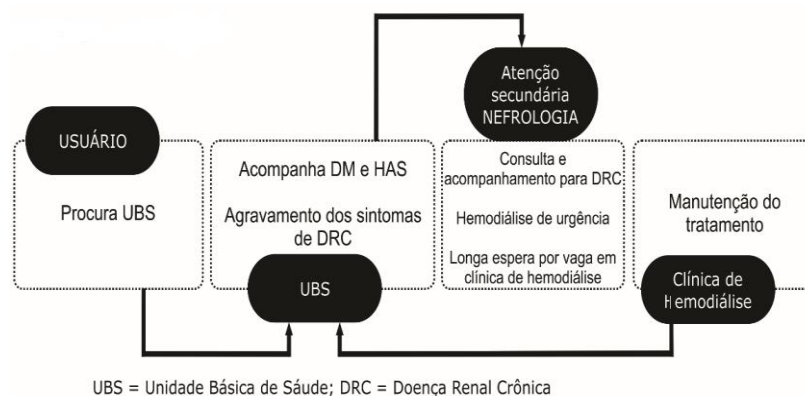 USUÁRIO
Procura UBS
Acompanha DM e HAS
Agravamento dos sintomas
de DRC
UBS
Atenção
secundária
NEFROLOGIA
Consulta e
acompanhamento para DRC
Hemodiálise de urgência
Longa espera por vaga em
clínica de hemodiálise
Manutenção do
tratamento
Clínica de
Hemodiálise
UBS = Unidade Básica de Sáude; DRC = Doença Renal Crônica